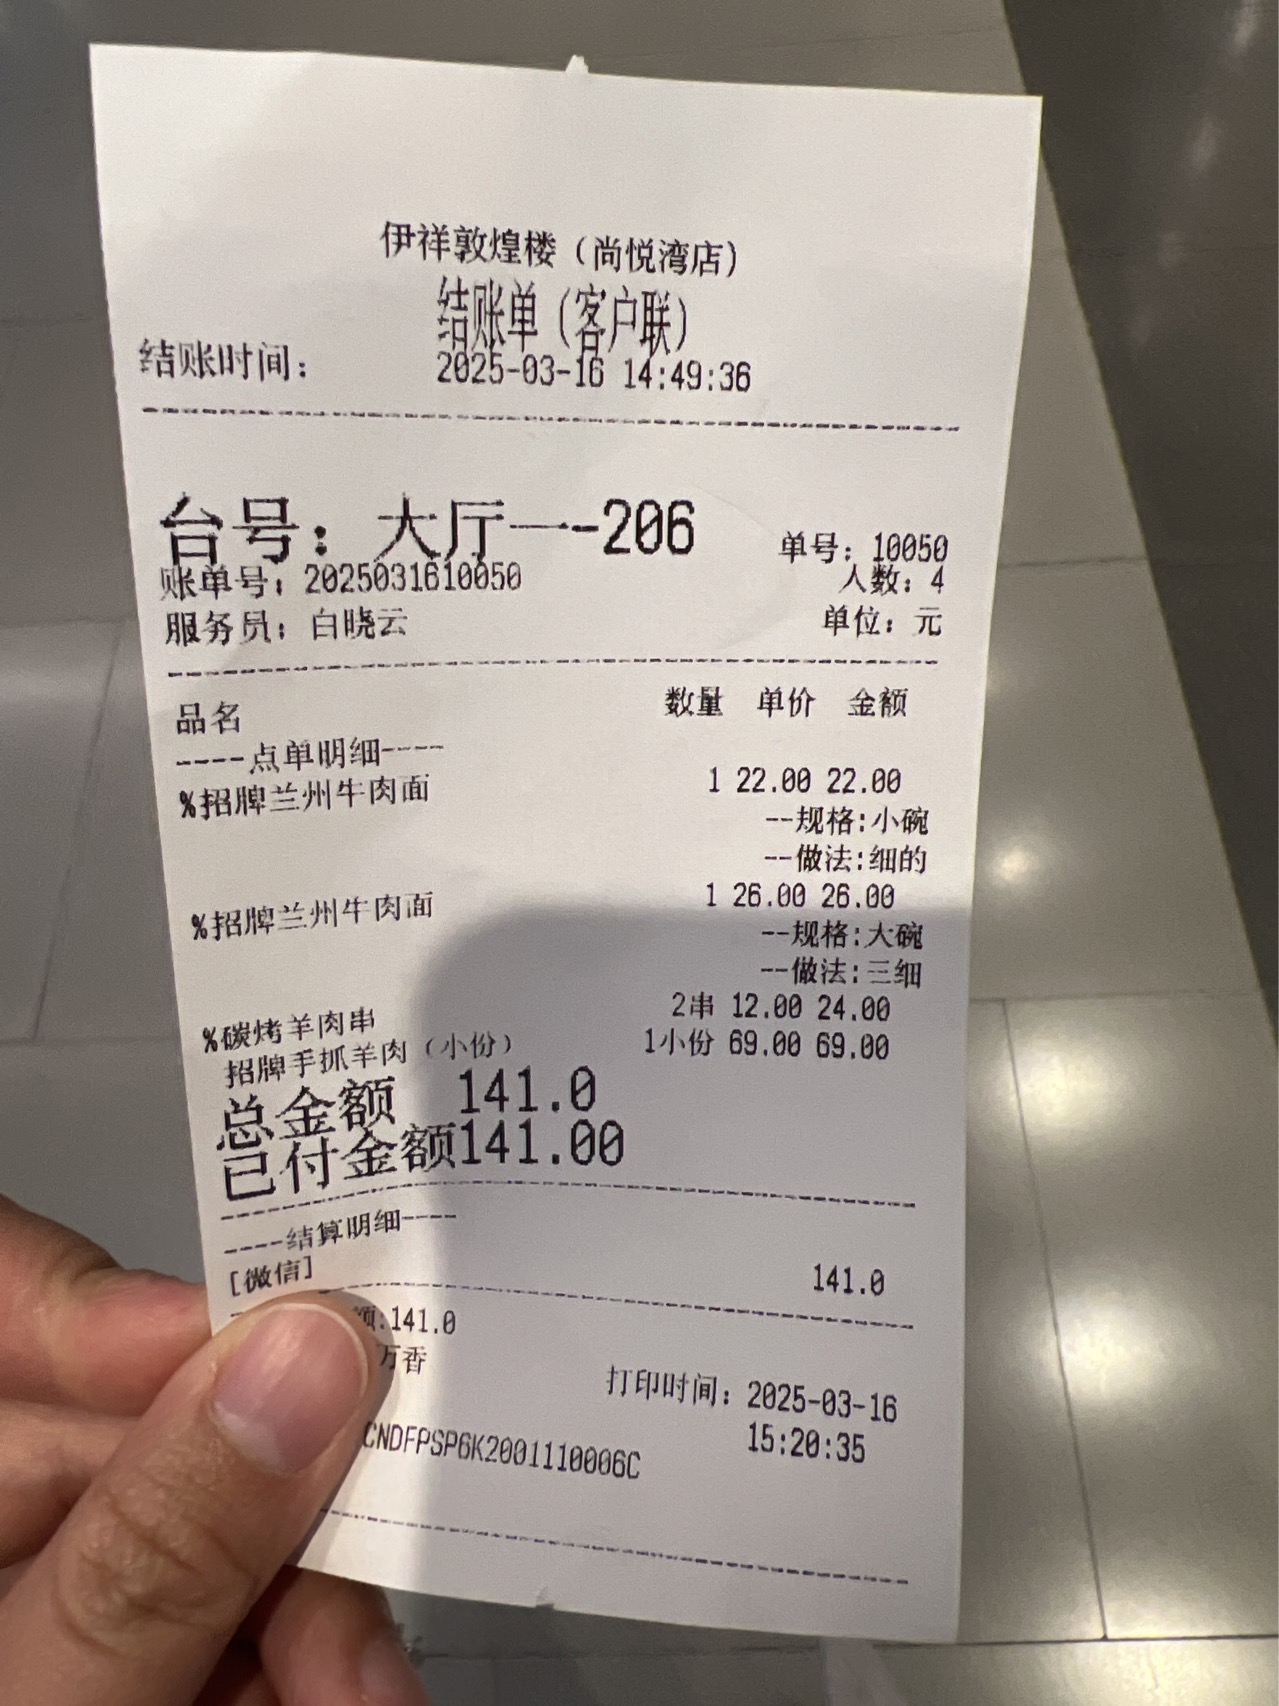 伊祥敦煌楼（尚悦湾店）
结账单（客户联）
结账时间： 2025-03-16 14:49:36
台号：大厅一-206 单号：10050
账单号：2025031610050 人数：4
服务员：白晓云 单位：元
品名 数量 单价 金额
----点单明细----
%招牌兰州牛肉面 1 22.00 22.00
--规格:小碗
--做法:细的
%招牌兰州牛肉面 1 26.00 26.00
--规格:大碗
--做法:三细
%碳烤羊肉串 2串 12.00 24.00
招牌手抓羊肉（小份） 1小份 69.00 69.00
总金额 141.0
已付金额141.00
----结算明细----
[微信] 141.0
额:141.0
万香 打印时间：2025-03-16
15:20:35
CNDFPSP6K2001110006C